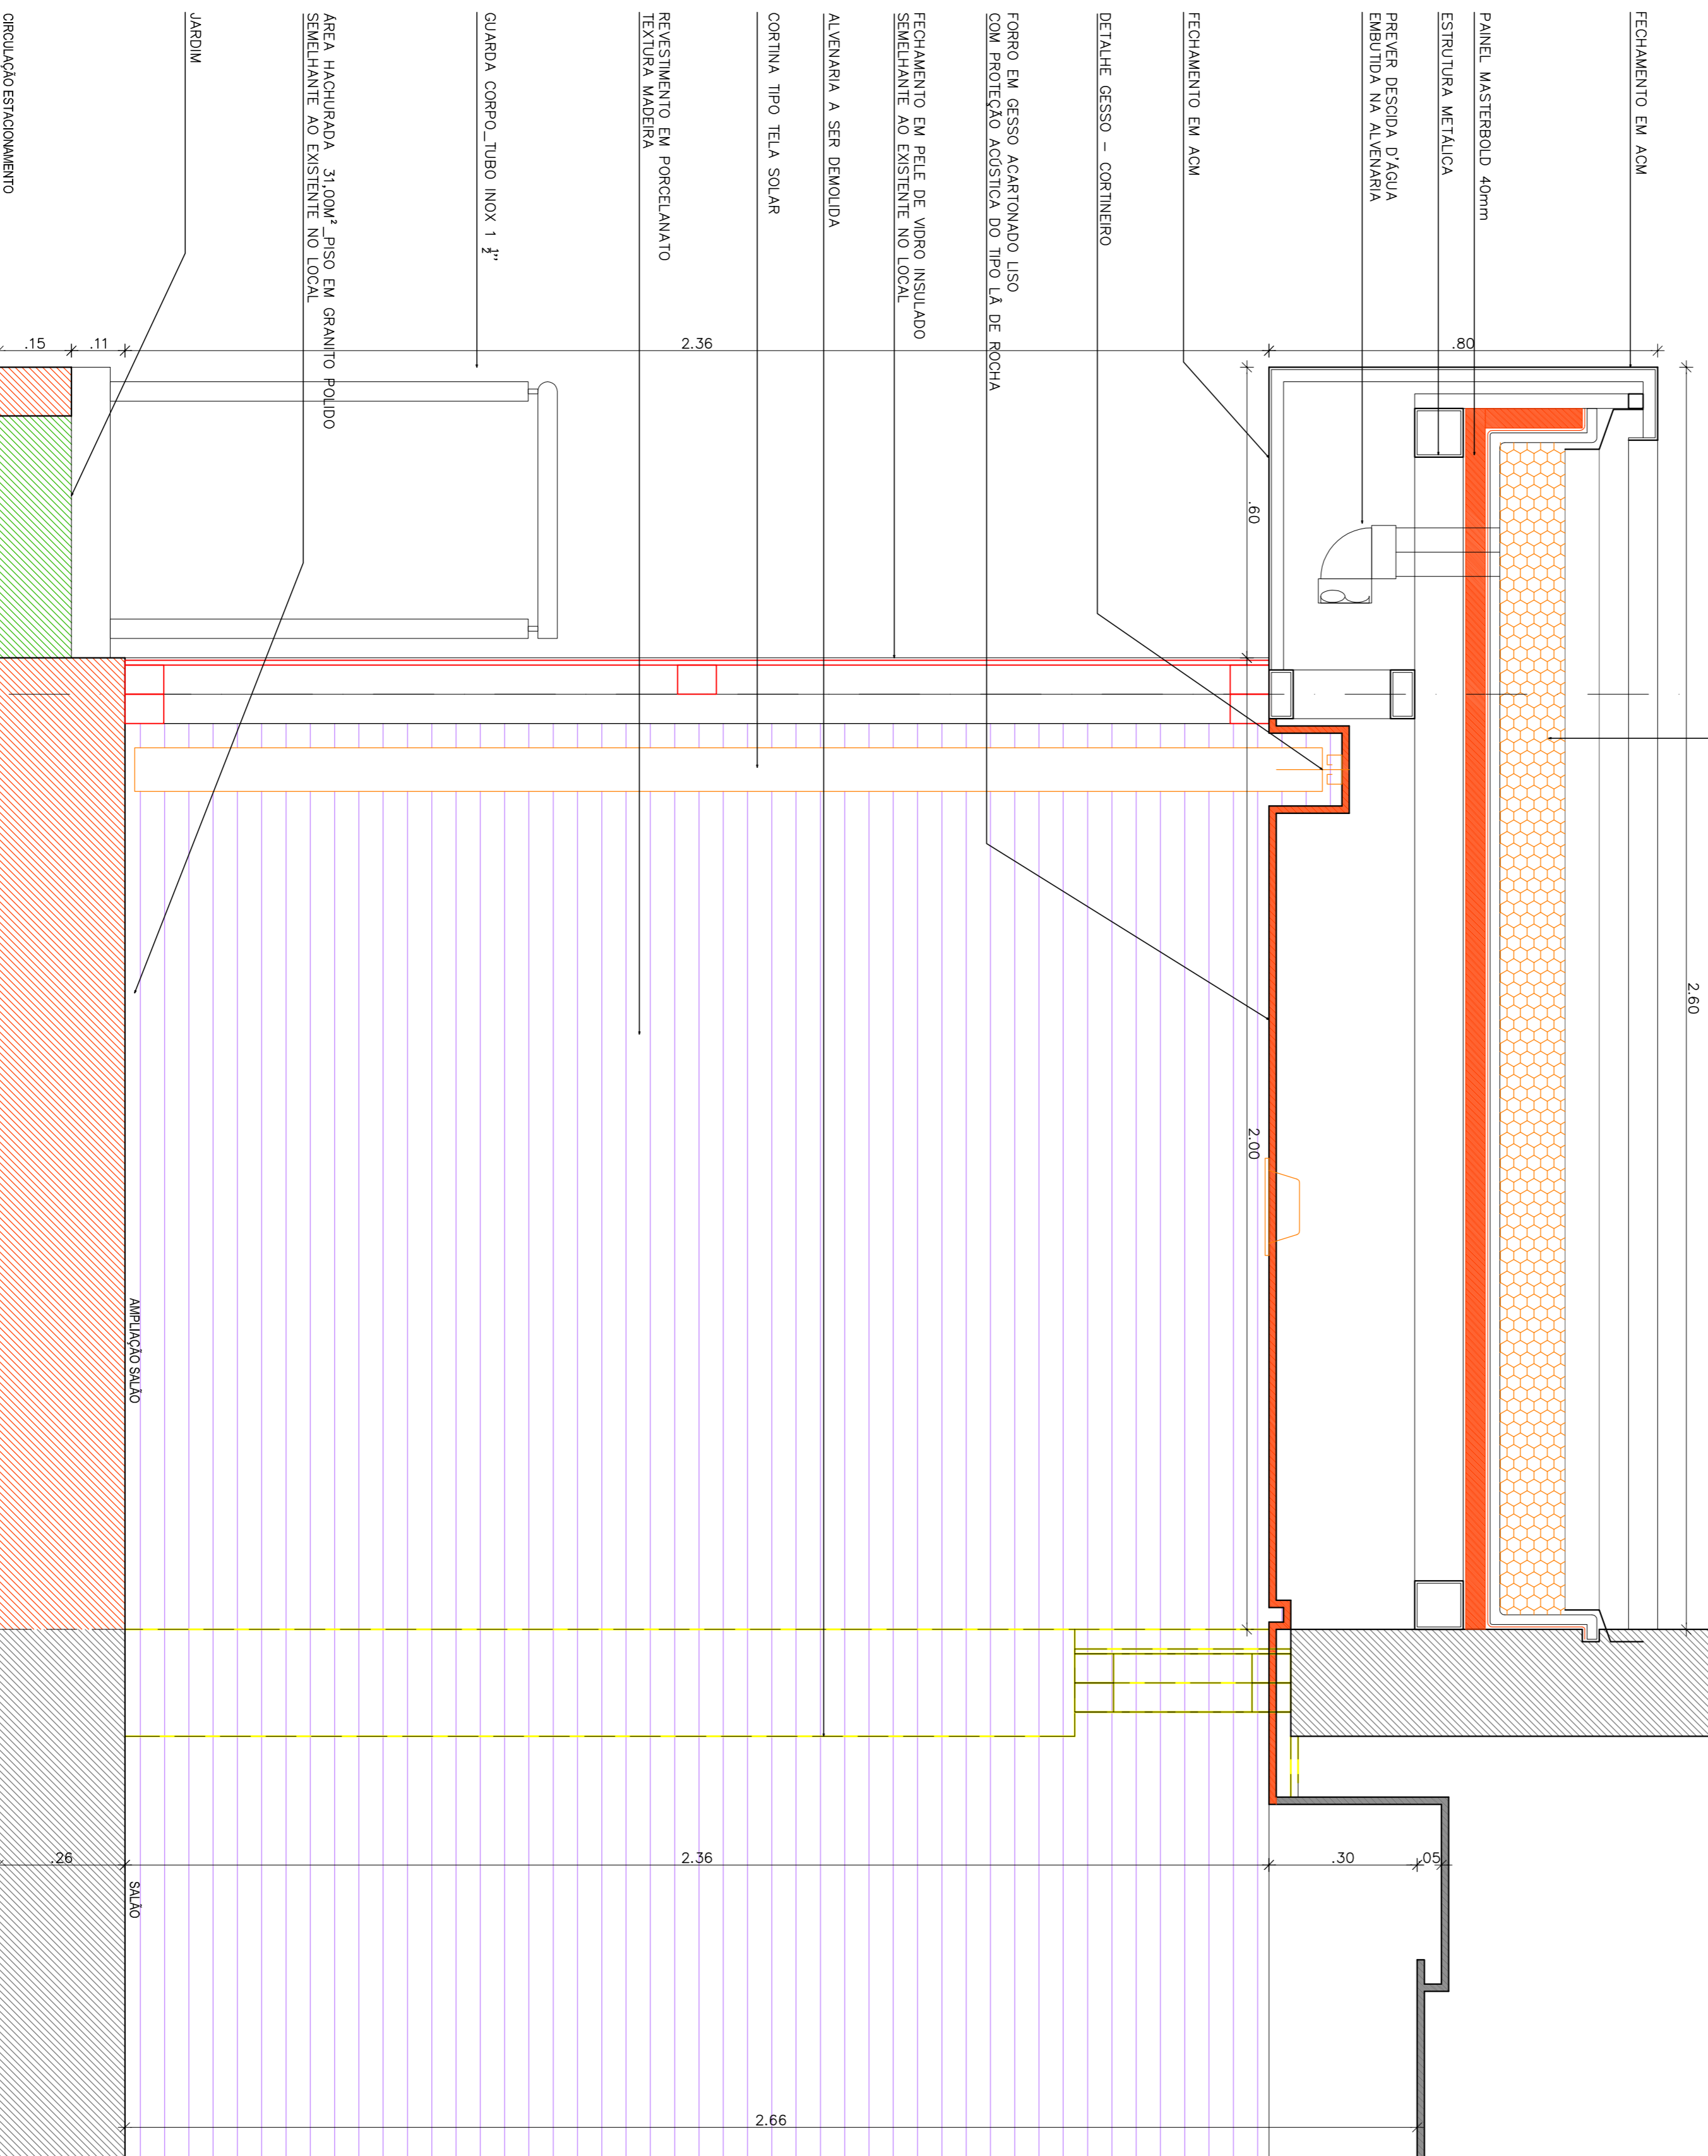 FECHAMENTO EM ACM
PAINEL MASTERBOLD 40mm
ESTRUTURA METÁLICA
PREVER DESCIDA D'ÁGUA
EMBUTIDA NA ALVENARIA
FECHAMENTO EM ACM
DETALHE GESSO – CORTINEIRO
FORRO EM GESSO ACARTONADO LISO
COM PROTEÇÃO ACÚSTICA DO TIPO LÃ DE ROCHA
FECHAMENTO EM PELE DE VIDRO INSULADO
SEMELHANTE AO EXISTENTE NO LOCAL
ALVENARIA A SER DEMOLIDA
CORTINA TIPO TELA SOLAR
REVESTIMENTO EM PORCELANATO
TEXTURA MADEIRA
GUARDA CORPO_TUBO INOX 1 ½"
ÁREA HACHURADA 31,00M²_PISO EM GRANITO POLIDO
SEMELHANTE AO EXISTENTE NO LOCAL
JARDIM
CIRCULAÇÃO ESTACIONAMENTO
.80
2.36
.11
.15
2.60
.60
2.00
AMPLIAÇÃO SALÃO
.05
.30
2.36
.26
SALÃO
2.66